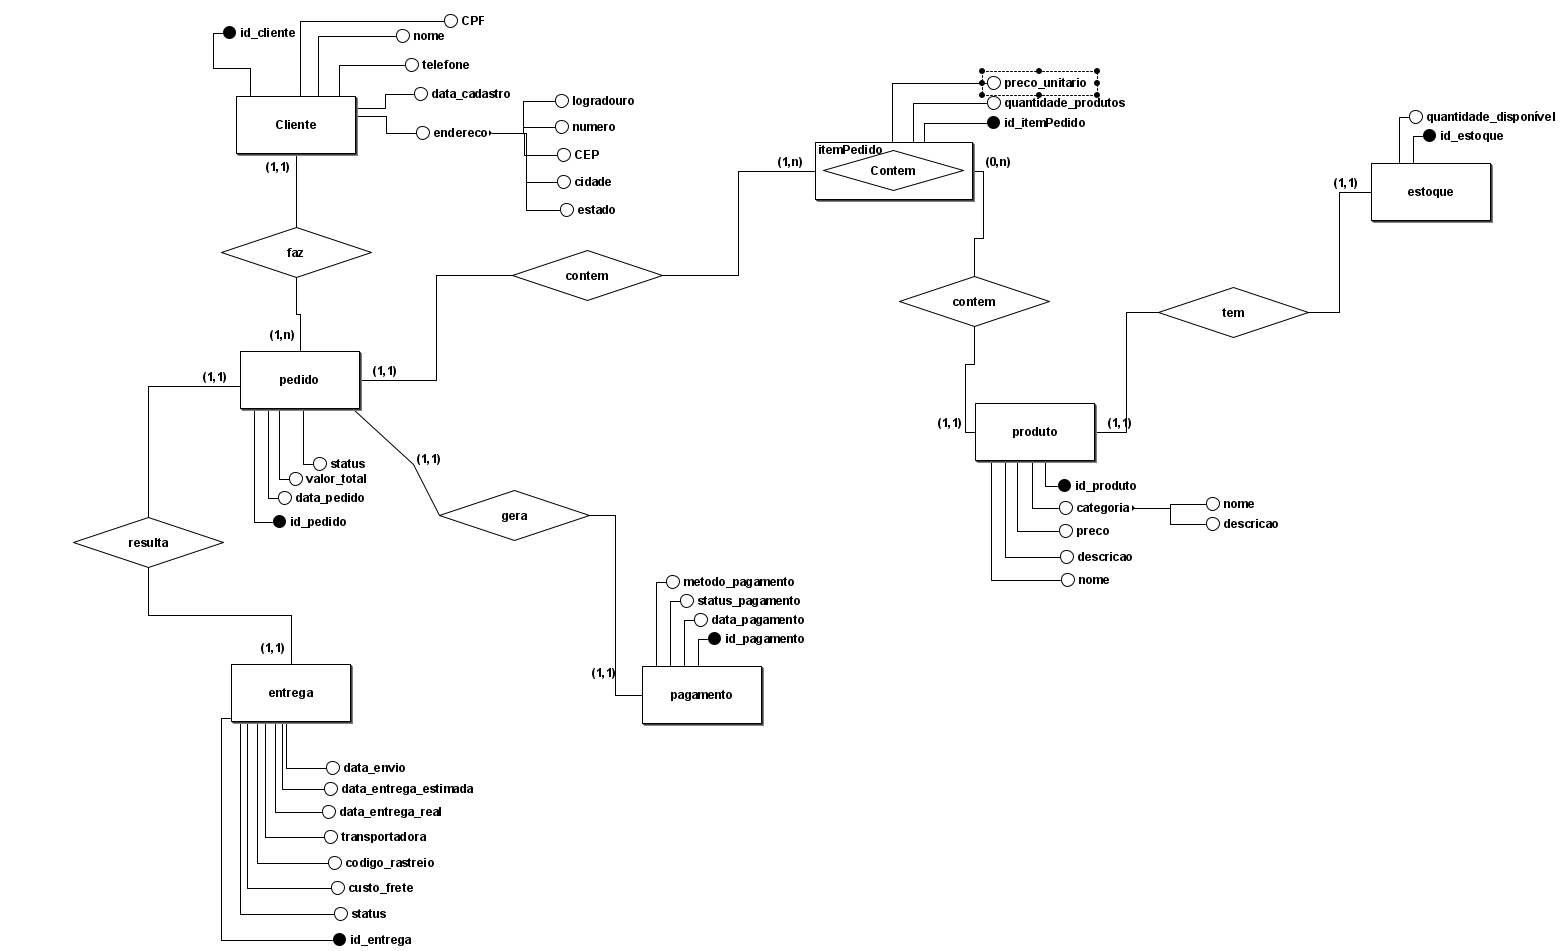 CPF
id_cliente
nome
telefone
data_cadastro
Cliente
endereco
logradouro
numero
CEP
cidade
estado
(1,1)
faz
(1,n)
pedido
(1,1)
(1,1)
status
valor_total
data_pedido
id_pedido
(1,1)
contem
(1,n)
preco_unitario
quantidade_produtos
id_itemPedido
itemPedido
Contem
(0,n)
contem
(1,1)
produto
(1,1)
id_produto
categoria
nome
descricao
preco
descricao
nome
tem
(1,1)
quantidade_disponível
id_estoque
estoque
gera
(1,1)
metodo_pagamento
status_pagamento
data_pagamento
id_pagamento
pagamento
resulta
(1,1)
entrega
data_envio
data_entrega_estimada
data_entrega_real
transportadora
codigo_rastreio
custo_frete
status
id_entrega